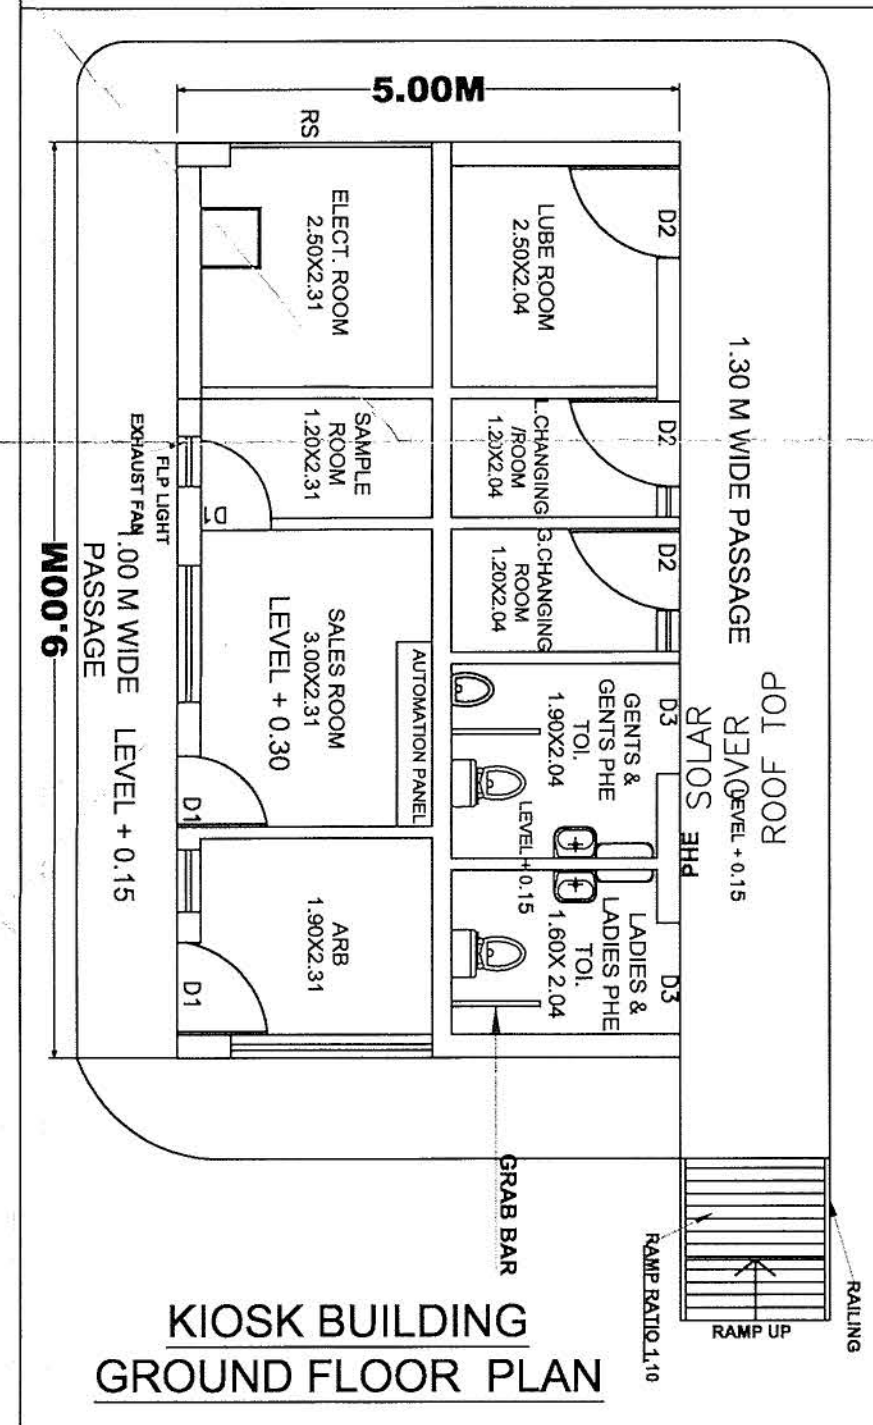 5.00M
RS
ELECT. ROOM
2.50X2.31
LUBE ROOM
2.50X2.04
D2
1.30 M WIDE PASSAGE
SAMPLE
ROOM
1.20X2.31
L.CHANGING
/ROOM
1.20X2.04
D2
D1
FLP LIGHT
EXHAUST FAN
G.CHANGING
ROOM
1.20X2.04
D2
9.00M
1.00 M WIDE
PASSAGE
LEVEL + 0.15
SALES ROOM
3.00X2.31
LEVEL + 0.30
AUTOMATION PANEL
D1
GENTS &
GENTS PHE
TOI.
1.90X2.04
D3
LEVEL+0.15
ROOF TOP
SOLAR
OVER
LEVEL + 0.15
PHE
ARB
1.90X2.31
D1
LADIES &
LADIES PHE
TOI.
1.60X 2.04
D3
GRAB BAR
RAMP RATIO 1.10
RAMP UP
RAILING
KIOSK BUILDING
GROUND FLOOR PLAN